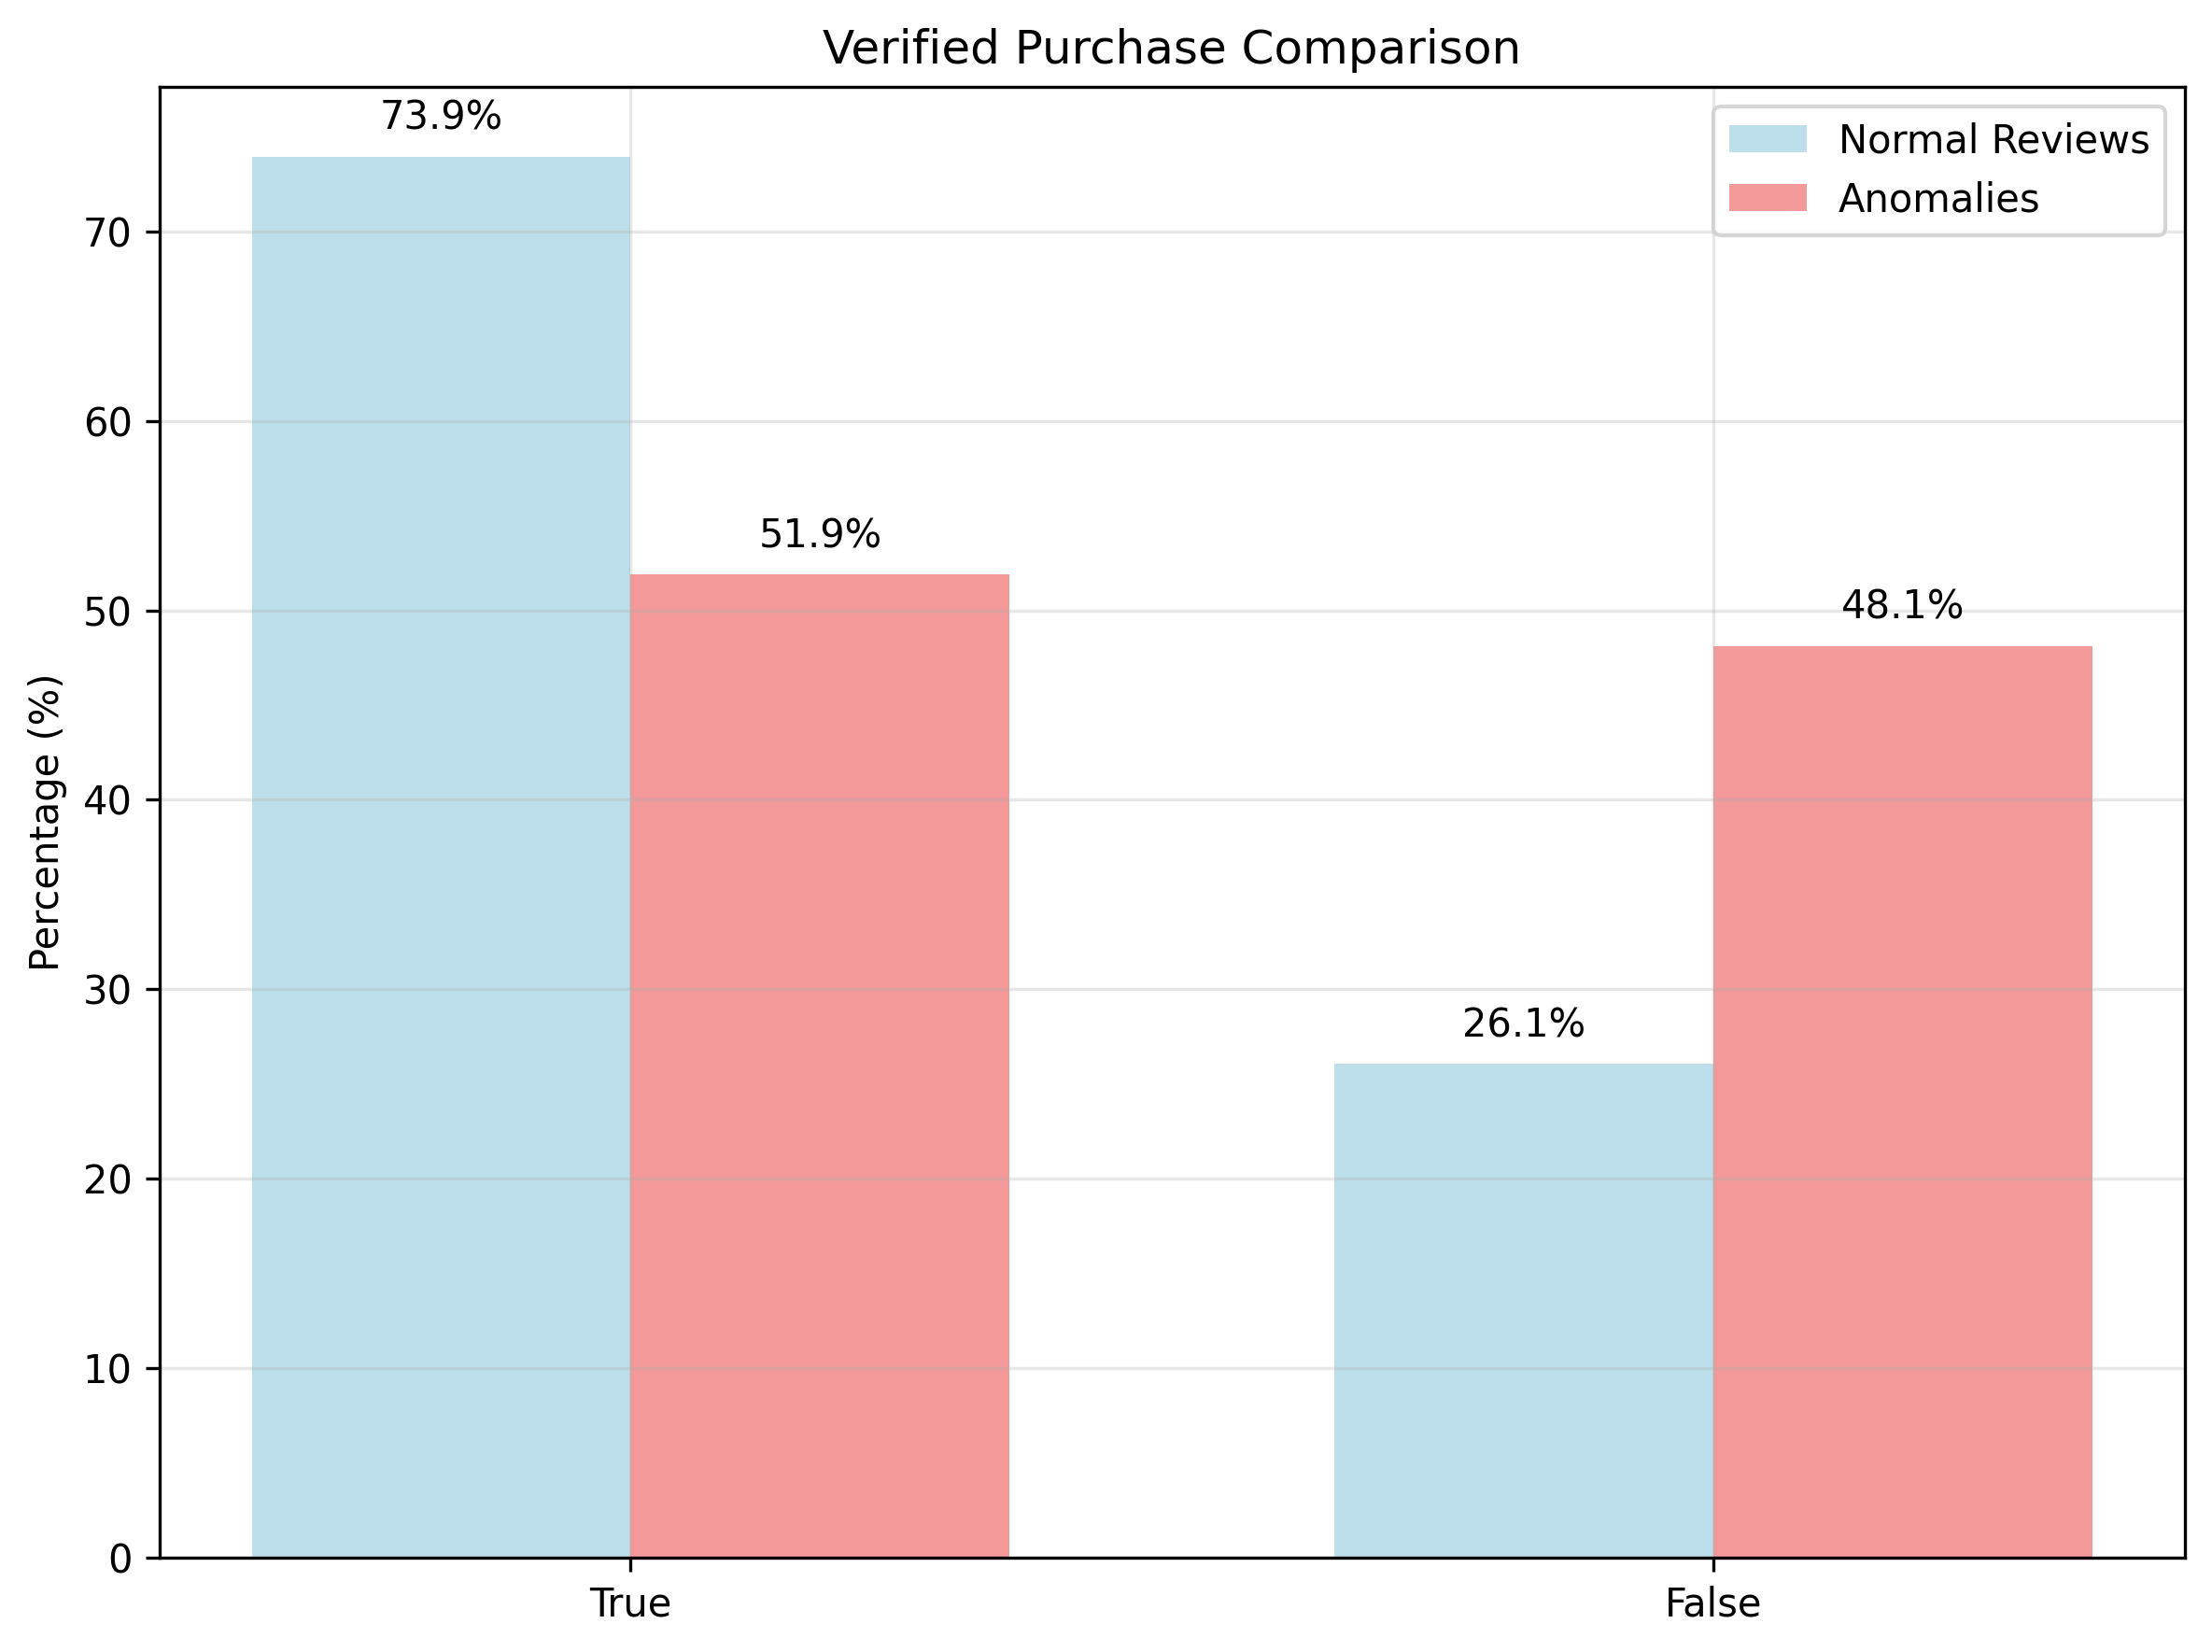 Verified Purchase Comparison
Normal Reviews
Anomalies
Percentage (%)
70
60
50
40
30
20
10
0
73.9%
51.9%
26.1%
48.1%
True
False